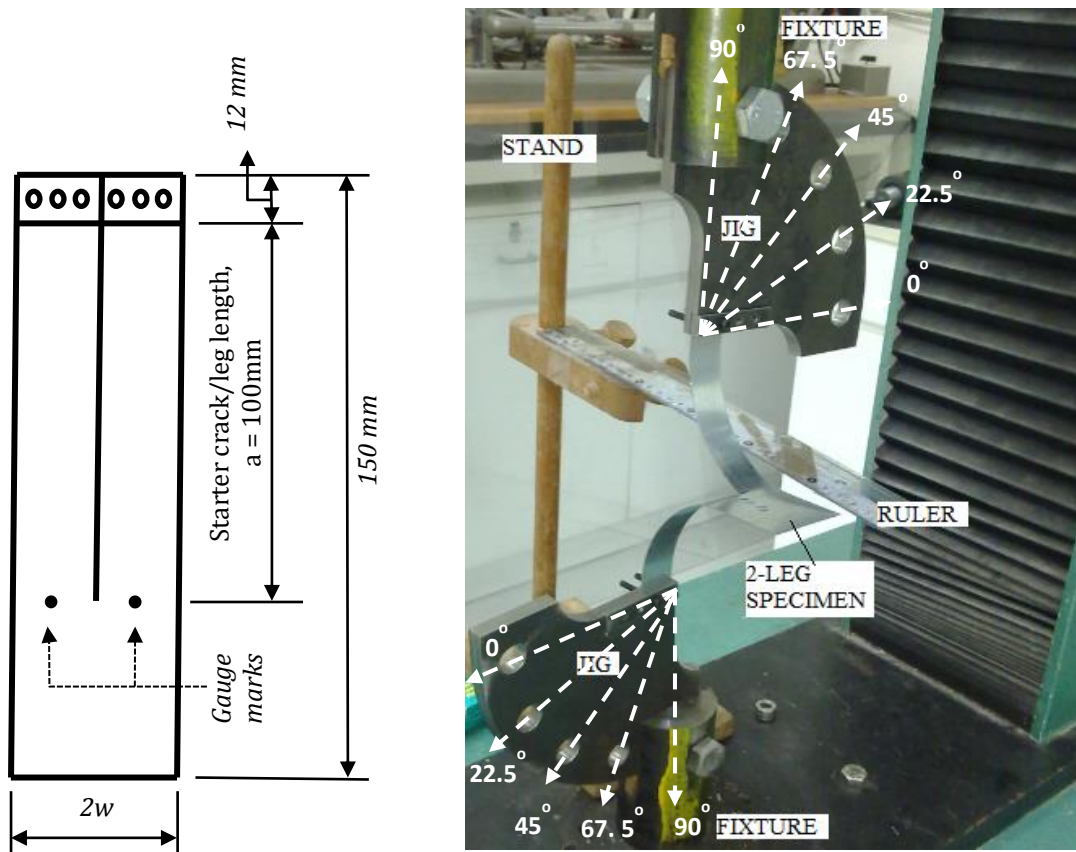 12 mm
Starter crack/leg length,
a = 100mm
150 mm
Gauge
marks
2w
FIXTURE
90°
67. 5°
45°
22.5°
0°
STAND
JIG
RULER
2-LEG
SPECIMEN
0°
JIG
22.5°
45°
67. 5°
90°
FIXTURE